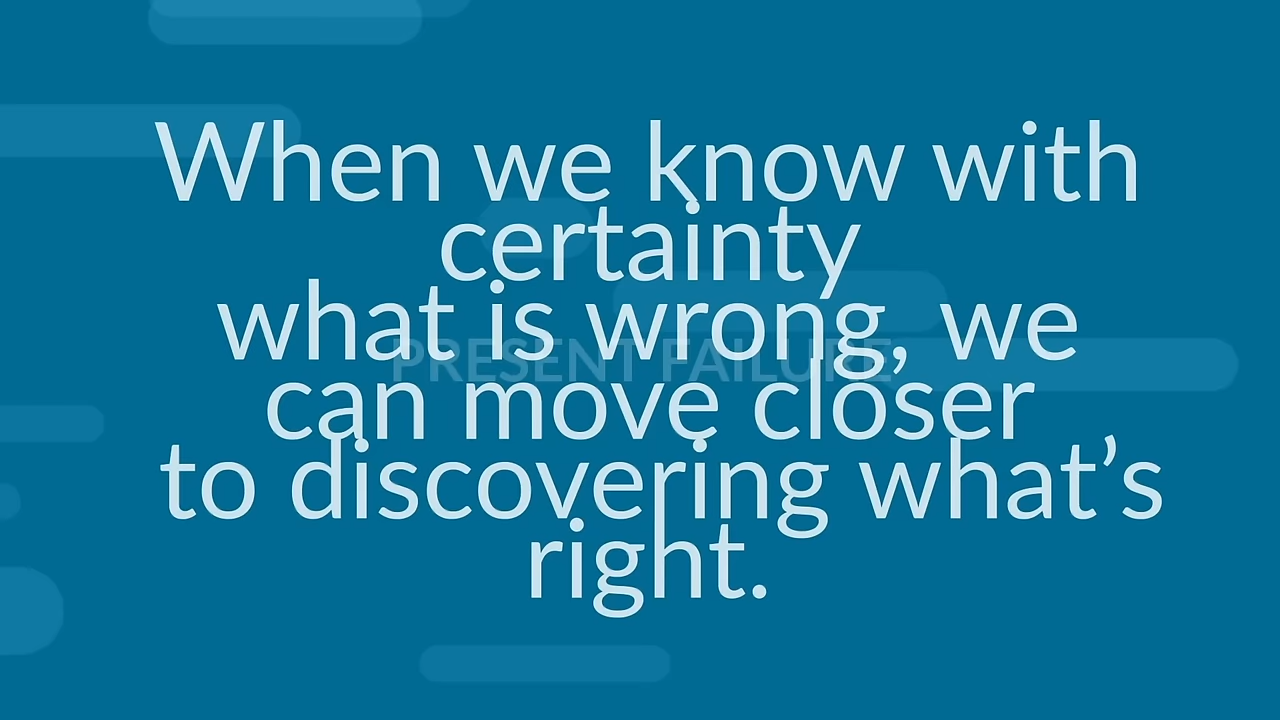 When we know with
certainty
what is wrong, we
PRESENT FAILURE
can move closer
to discovering what’s
right.